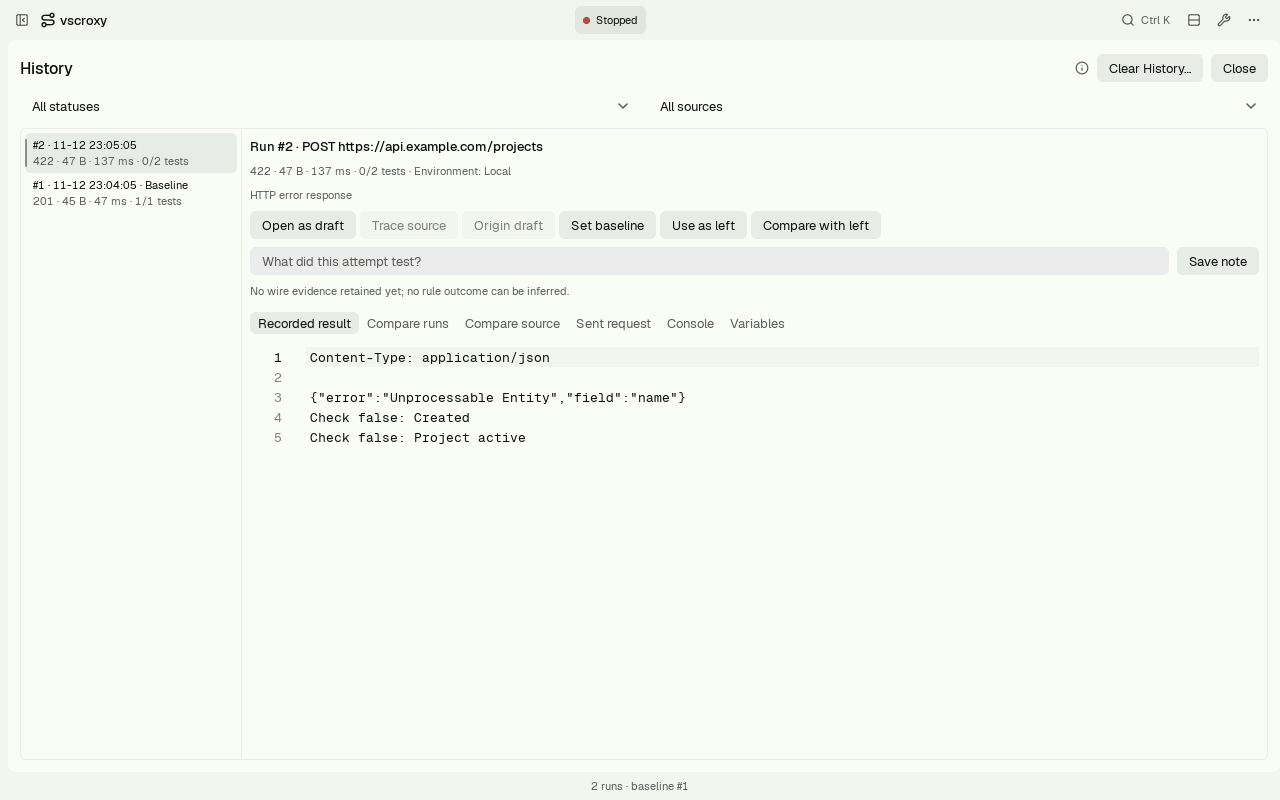 vscroxy
Stopped
Ctrl K
History
Clear History…
Close
All statuses
All sources
#2 · 11-12 23:05:05
422 · 47 B · 137 ms · 0/2 tests
#1 · 11-12 23:04:05 · Baseline
201 · 45 B · 47 ms · 1/1 tests
Run #2 · POST https://api.example.com/projects
422 · 47 B · 137 ms · 0/2 tests · Environment: Local
HTTP error response
Open as draft
Trace source
Origin draft
Set baseline
Use as left
Compare with left
What did this attempt test?
Save note
No wire evidence retained yet; no rule outcome can be inferred.
Recorded result
Compare runs
Compare source
Sent request
Console
Variables
1 Content-Type: application/json
2
3 {"error":"Unprocessable Entity","field":"name"}
4 Check false: Created
5 Check false: Project active
2 runs · baseline #1